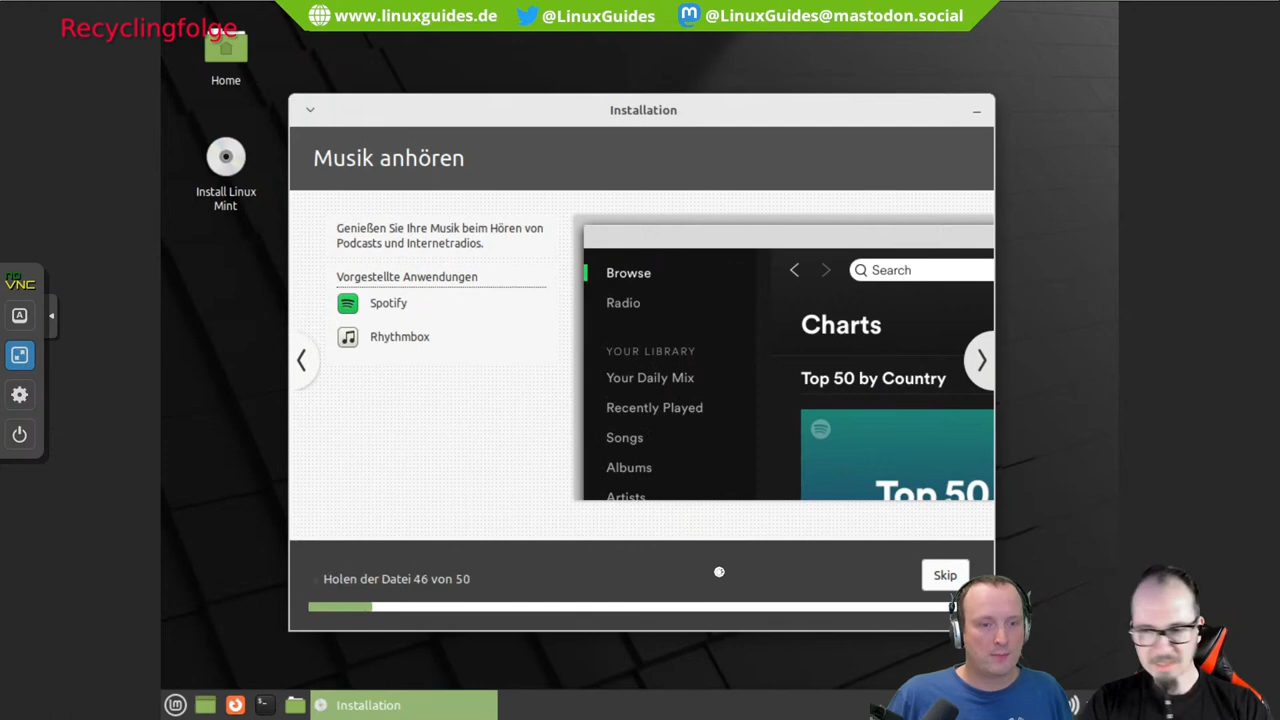 www.linuxguides.de @LinuxGuides @LinuxGuides@mastodon.social
Recyclingfolge
Home
Install Linux
Mint
Installation
Musik anhören
Genießen Sie Ihre Musik beim Hören von
Podcasts und Internetradios.
Vorgestellte Anwendungen
Spotify
Rhythmbox
Browse
Radio
YOUR LIBRARY
Your Daily Mix
Recently Played
Songs
Albums
Artists
Search
Charts
Top 50 by Country
Top 50
no
VNC
A
Holen der Datei 46 von 50
Skip
Installation